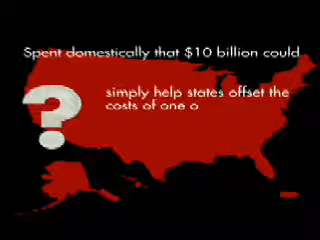 Spent domestically that $10 billion could
?
simply help states offset the
costs of one o